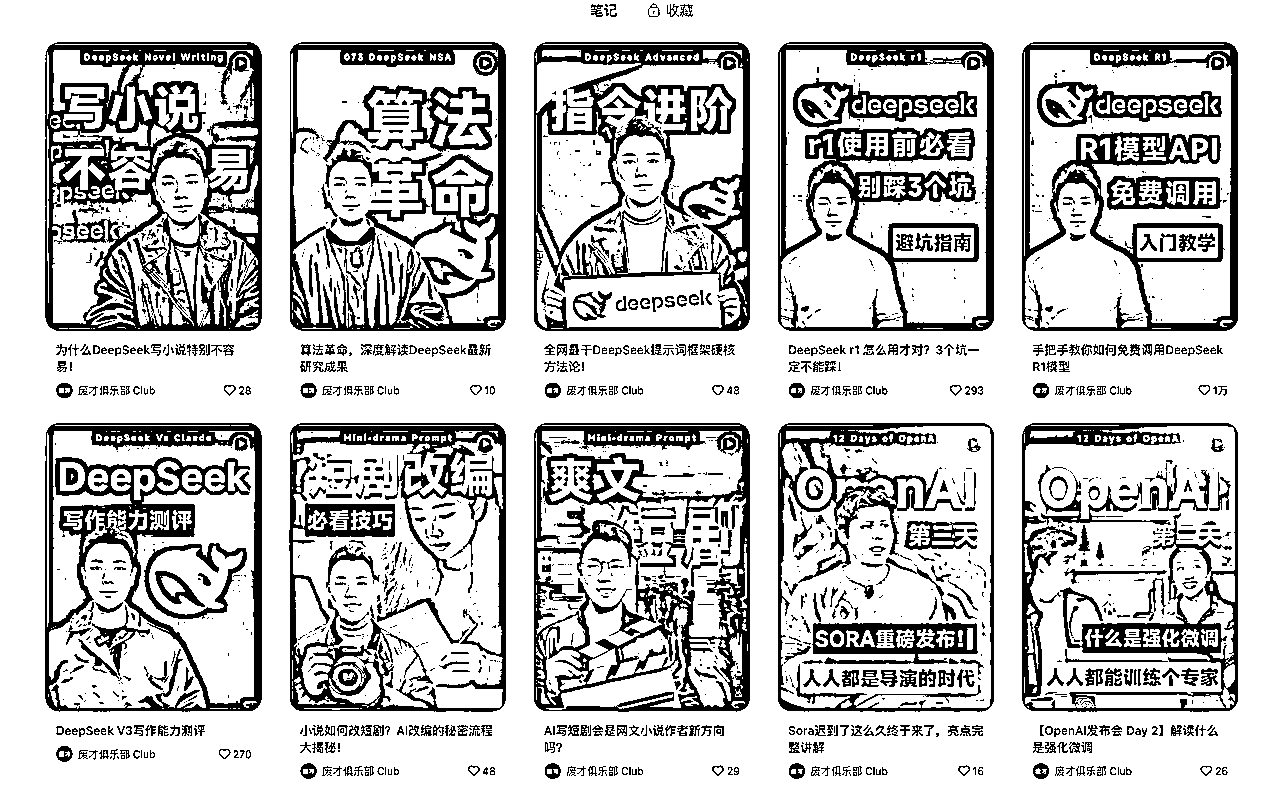 笔记 收藏
DeepSeek Novel Writing
写小说
不容易
为什么DeepSeek写小说特别不容
易！
废才俱乐部 Club 28
073 DeepSeek NSA
算法
革命
算法革命，深度解读DeepSeek最新
研究成果
废才俱乐部 Club 10
DeepSeek Advanced
指令进阶
deepseek
全网最干DeepSeek提示词框架硬核
方法论！
废才俱乐部 Club 48
DeepSeek r1
deepseek
r1使用前必看
别踩3个坑
避坑指南
DeepSeek r1 怎么用才对？3个坑一
定不能踩！
废才俱乐部 Club 293
DeepSeek R1
deepseek
R1模型API
免费调用
入门教学
手把手教你如何免费调用DeepSeek
R1模型
废才俱乐部 Club 1万
DeepSeek Vs Claude
DeepSeek
写作能力测评
DeepSeek V3写作能力测评
废才俱乐部 Club 270
Mini-drama Prompt
短剧改编
必看技巧
小说如何改短剧？AI改编的秘密流程
大揭秘！
废才俱乐部 Club 48
Mini-drama Prompt
爽文
短剧
AI写短剧会是网文小说作者新方向
吗？
废才俱乐部 Club 29
12 Days of OpenA
OpenAI
第三天
SORA重磅发布！
人人都是导演的时代
Sora迟到了这么久终于来了，亮点完
整讲解
废才俱乐部 Club 16
12 Days of OpenA
OpenAI
什么是强化微调
人人都能训练个专家
【OpenAI发布会 Day 2】解读什么
是强化微调
废才俱乐部 Club 26